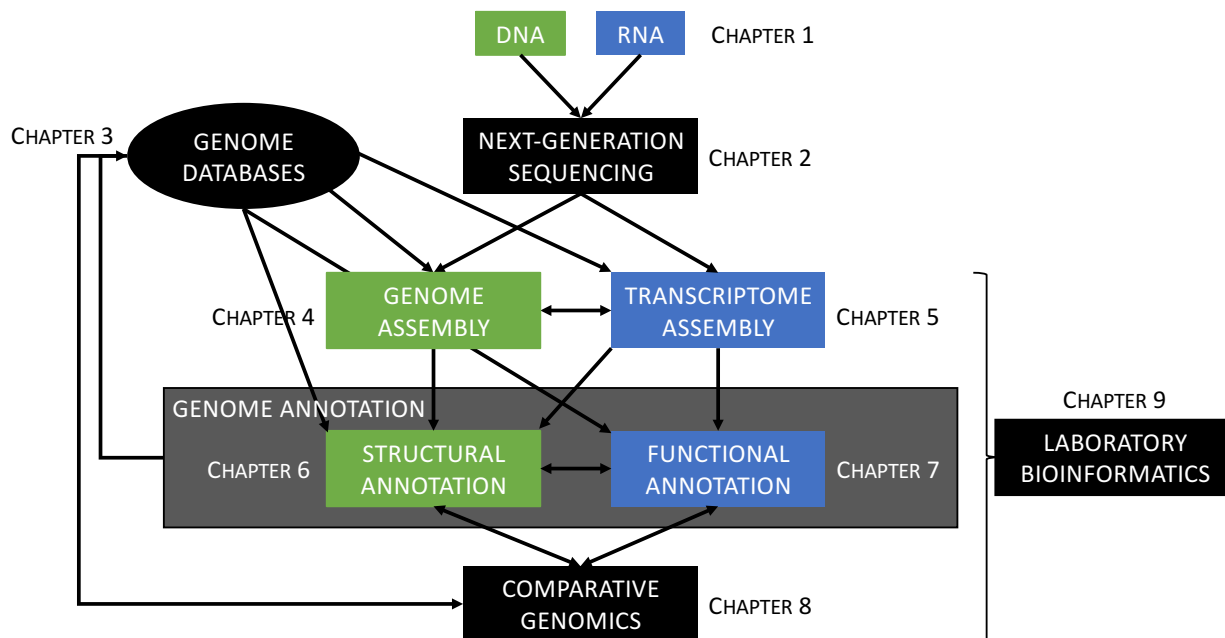 DNA
RNA
CHAPTER 1
CHAPTER 3
GENOME
DATABASES
NEXT-GENERATION
SEQUENCING
CHAPTER 2
CHAPTER 4
GENOME
ASSEMBLY
TRANSCRIPTOME
ASSEMBLY
CHAPTER 5
GENOME ANNOTATION
CHAPTER 6
STRUCTURAL
ANNOTATION
FUNCTIONAL
ANNOTATION
CHAPTER 7
CHAPTER 9
LABORATORY
BIOINFORMATICS
COMPARATIVE
GENOMICS
CHAPTER 8